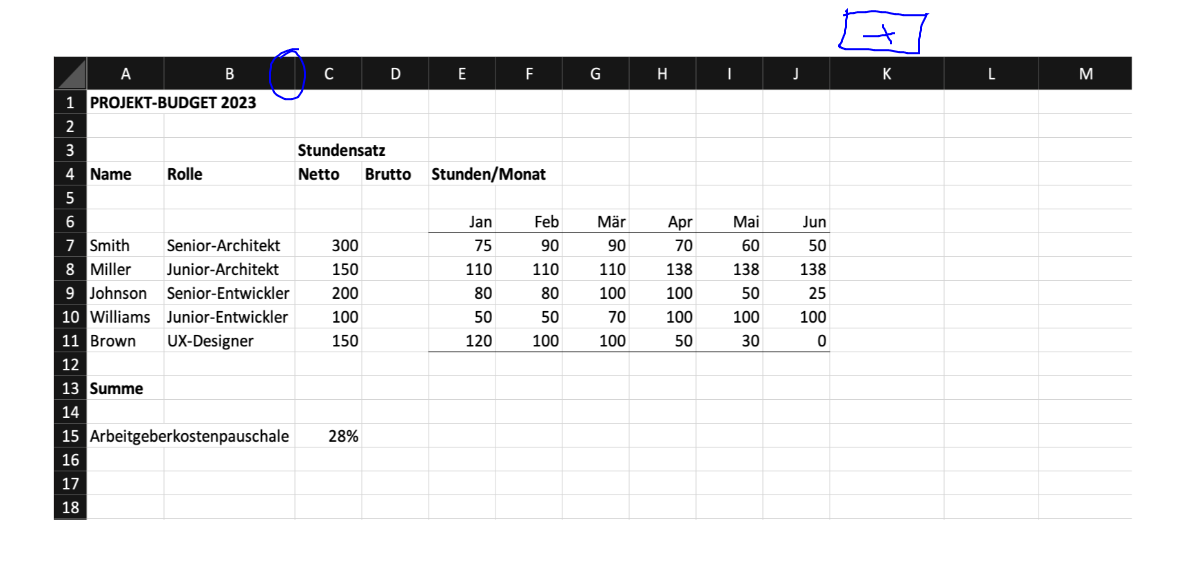 A B C D E F G H I J K L M
1 PROJEKT-BUDGET 2023
2
3 Stundensatz
4 Name Rolle Netto Brutto Stunden/Monat
5
6 Jan Feb Mär Apr Mai Jun
7 Smith Senior-Architekt 300 75 90 90 70 60 50
8 Miller Junior-Architekt 150 110 110 110 138 138 138
9 Johnson Senior-Entwickler 200 80 80 100 100 50 25
10 Williams Junior-Entwickler 100 50 50 70 100 100 100
11 Brown UX-Designer 150 120 100 100 50 30 0
12
13 Summe
14
15 Arbeitgeberkostenpauschale 28%
16
17
18